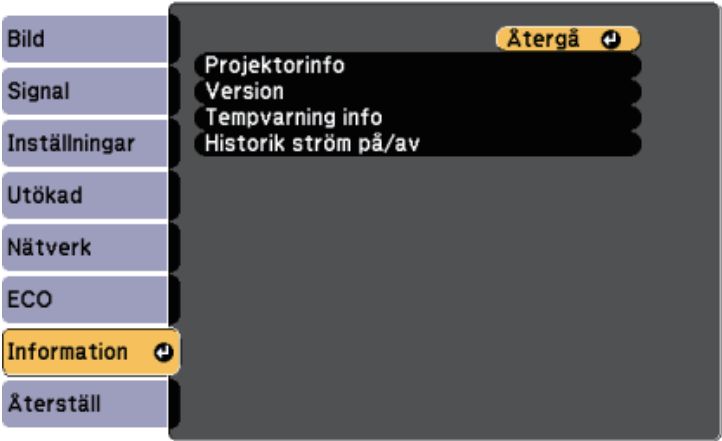 Bild
Signal
Inställningar
Utökad
Nätverk
ECO
Information
Återställ
Återgå
Projektorinfo
Version
Tempvarning info
Historik ström på/av